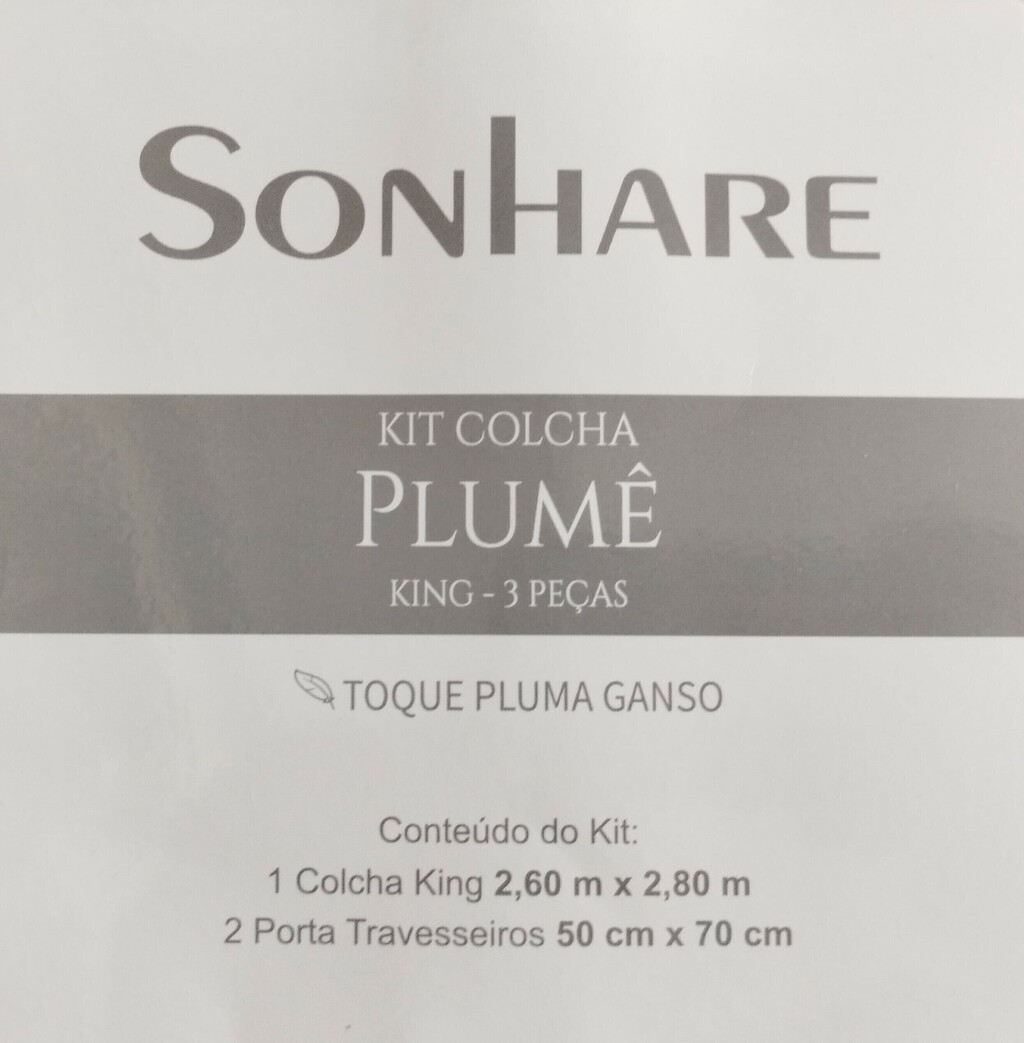 SONHARE
KIT COLCHA
PLUMÊ
KING - 3 PEÇAS
TOQUE PLUMA GANSO
Conteúdo do Kit:
1 Colcha King 2,60 m x 2,80 m
2 Porta Travesseiros 50 cm x 70 cm